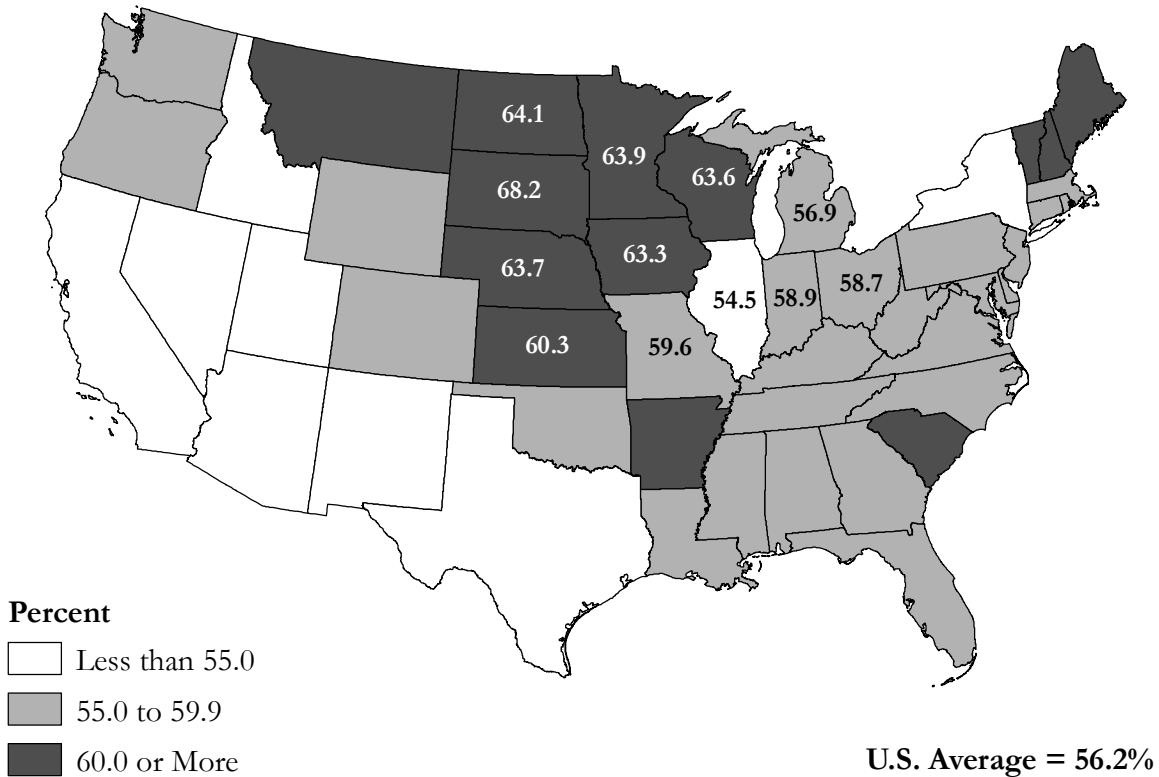 64.1
63.9
63.6
68.2
56.9
63.3
63.7
58.7
54.5
58.9
60.3
59.6
Percent
Less than 55.0
55.0 to 59.9
60.0 or More
U.S. Average = 56.2%